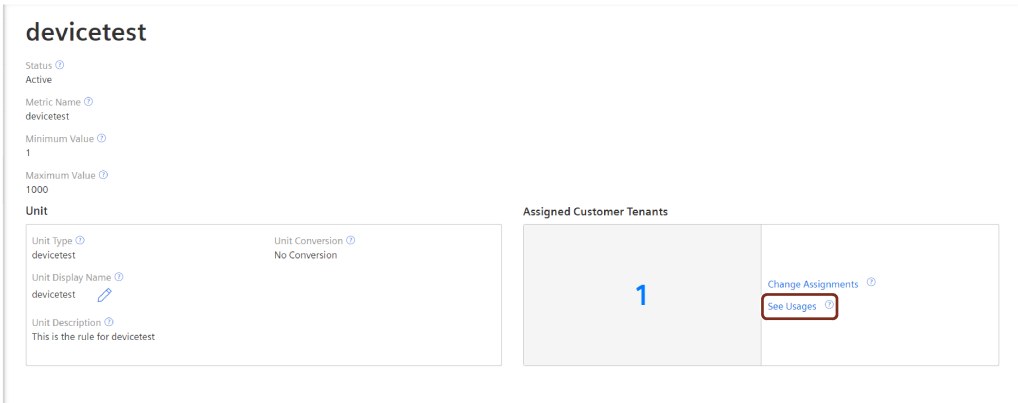 devicetest
Status
Active
Metric Name
devicetest
Minimum Value
1
Maximum Value
1000
Unit
Unit Type
devicetest
Unit Conversion
No Conversion
Unit Display Name
devicetest
Unit Description
This is the rule for devicetest
Assigned Customer Tenants
1
Change Assignments
See Usages